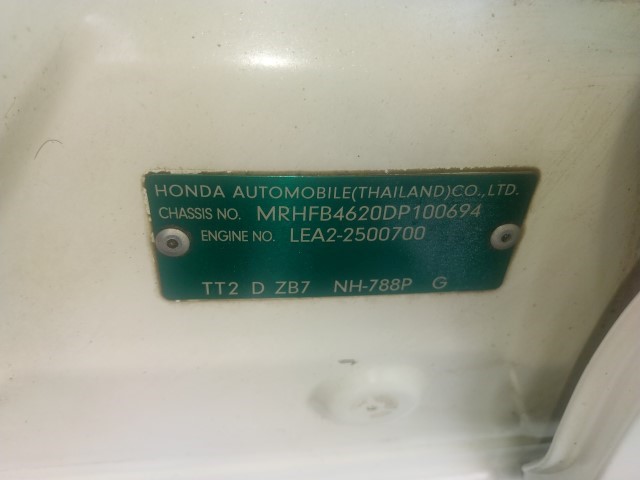 HONDA AUTOMOBILE(THAILAND)CO.,LTD.
CHASSIS NO. MRHFB4620DP100694
ENGINE NO. LEA2-2500700
TT2 D ZB7 NH-788P G